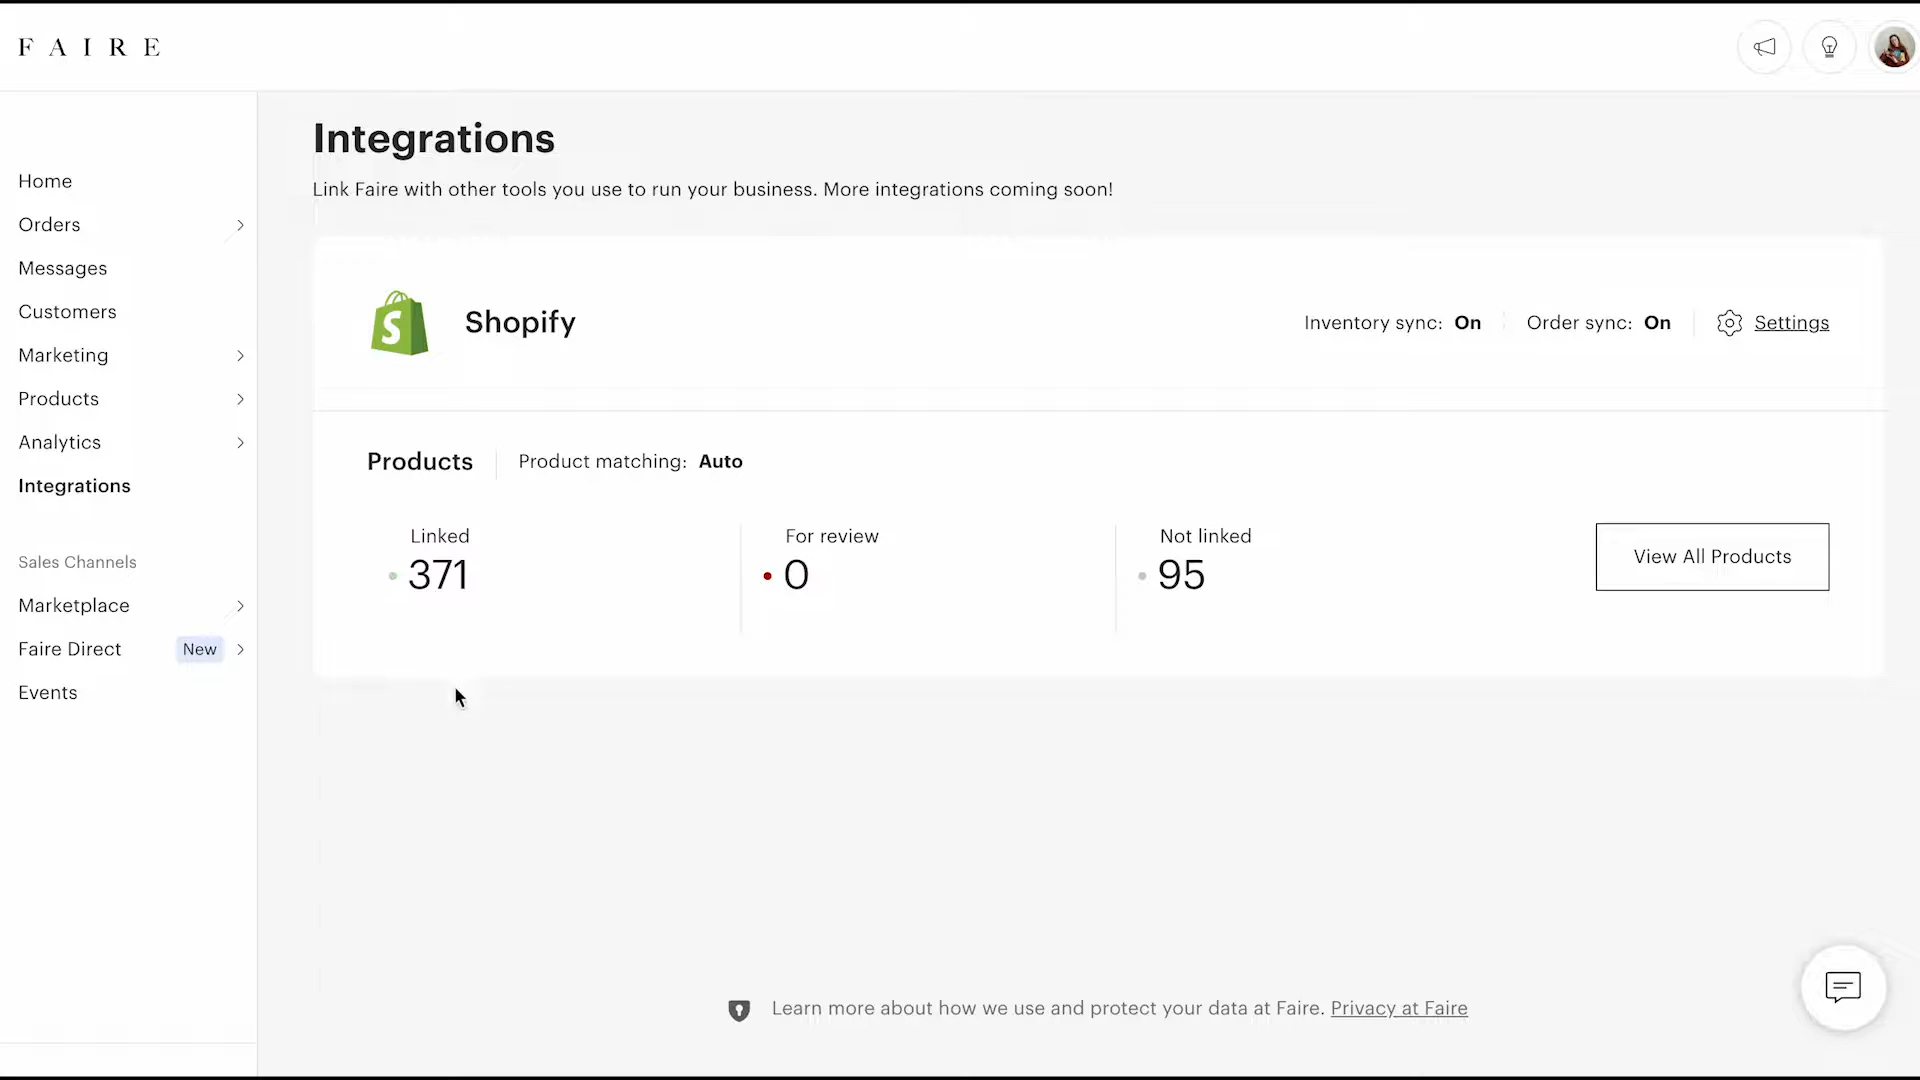 FAIRE
Home
Orders
Messages
Customers
Marketing
Products
Analytics
Integrations
Sales Channels
Marketplace
Faire Direct New
Events
Integrations
Link Faire with other tools you use to run your business. More integrations coming soon!
Shopify
Inventory sync: On
Order sync: On
Settings
Products
Product matching: Auto
Linked
371
For review
0
Not linked
95
View All Products
Learn more about how we use and protect your data at Faire. Privacy at Faire